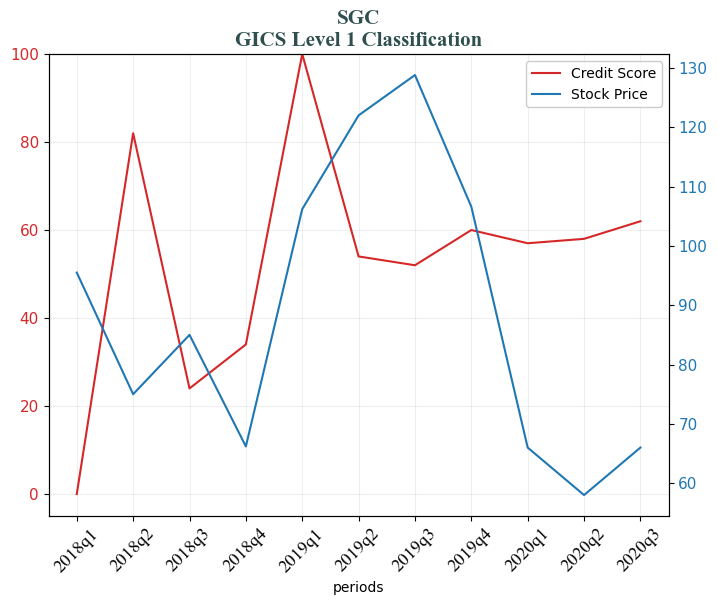 SGC
GICS Level 1 Classification
Credit Score
Stock Price
100
80
60
40
20
0
130
120
110
100
90
80
70
60
2018q1
2018q2
2018q3
2018q4
2019q1
2019q2
2019q3
2019q4
2020q1
2020q2
2020q3
periods